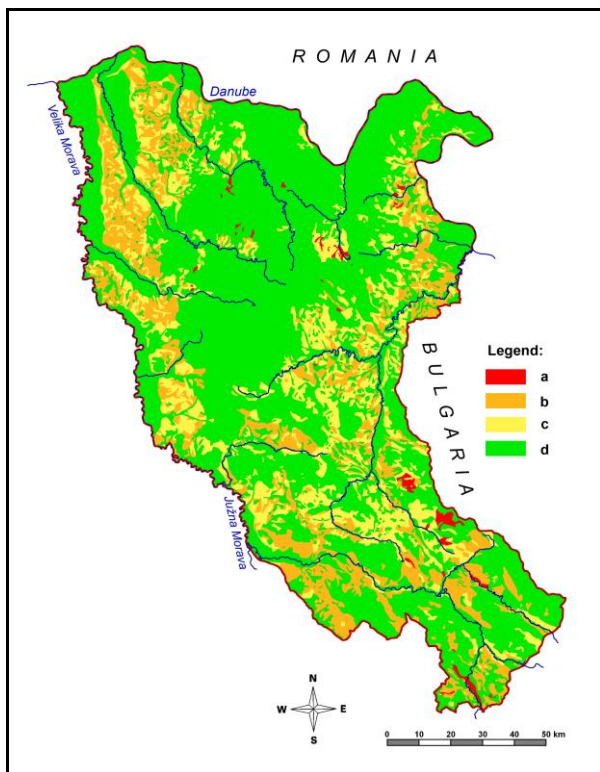 ROMANIA
Danube
Velika Morava
BULGARIA
Legend:
a
b
c
d
Južna Morava
N
W E
S
0 10 20 30 40 50 km